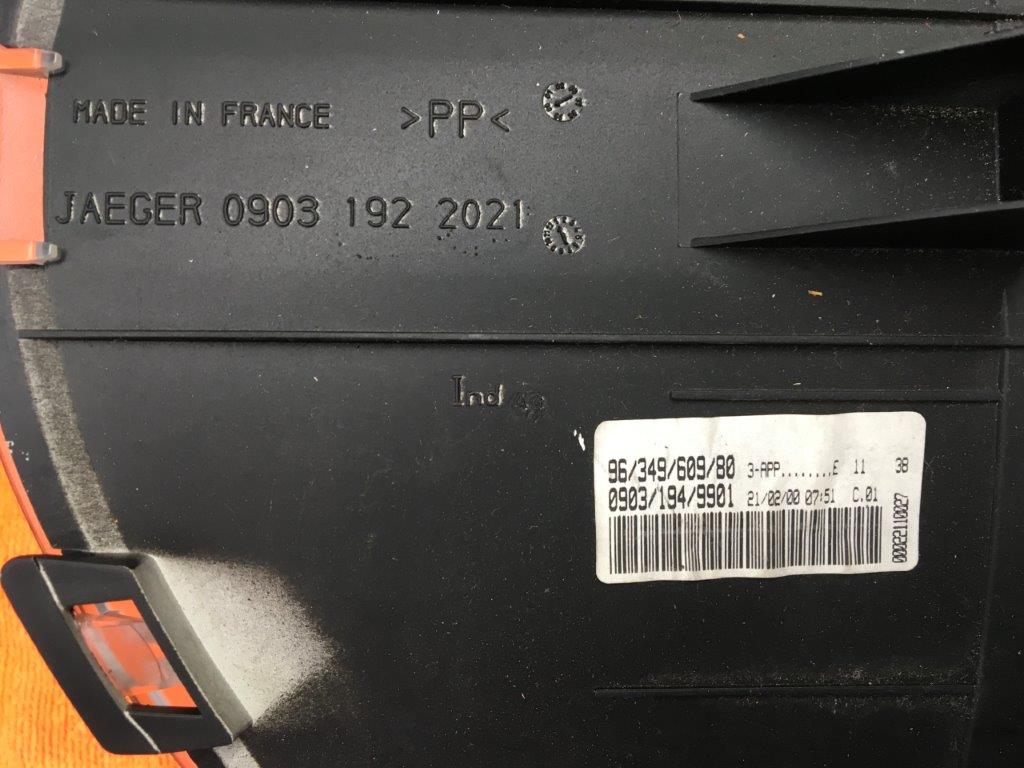 MADE IN FRANCE >PP<
JAEGER 0903 192 2021
Ind
96/349/609/80 3-APP........E 11 38
0903/194/9901 21/02/00 07:51 C.01
000022110027